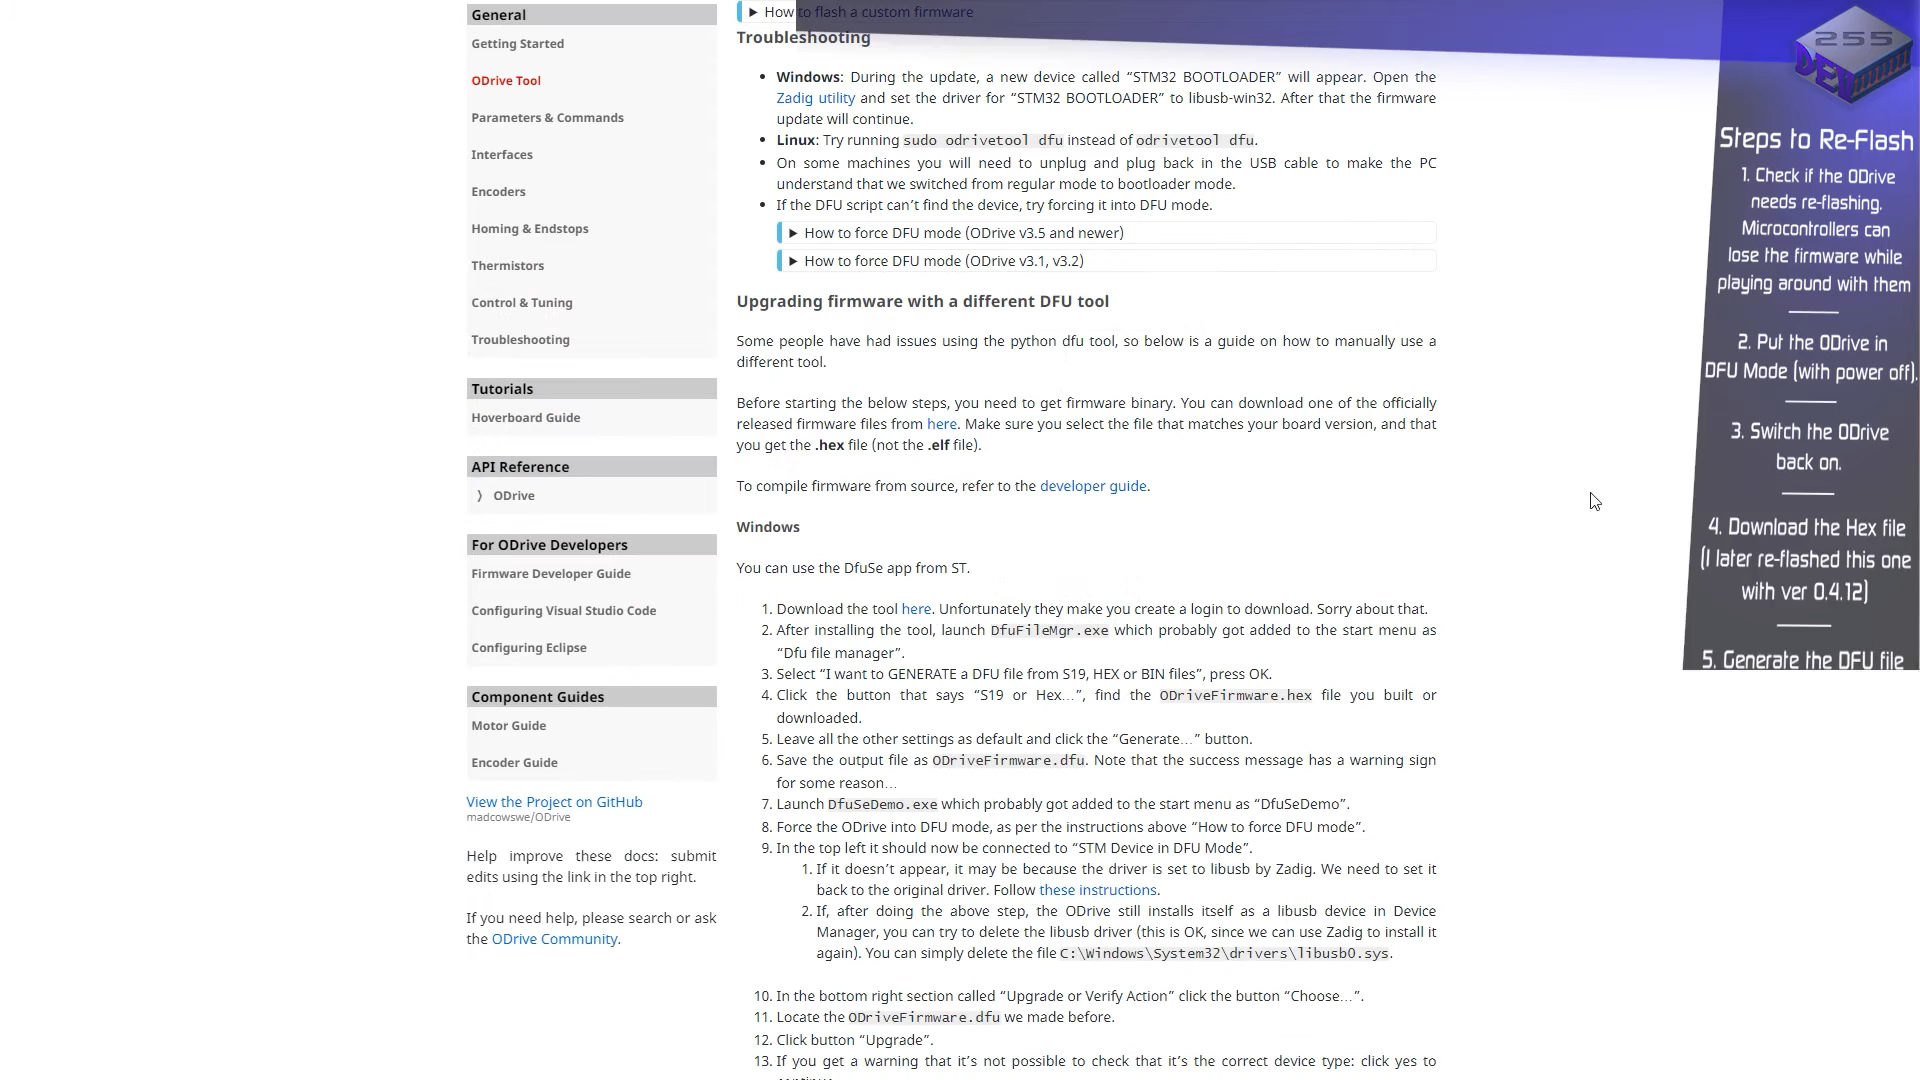 General
Getting Started
ODrive Tool
Parameters & Commands
Interfaces
Encoders
Homing & Endstops
Thermistors
Control & Tuning
Troubleshooting
Tutorials
Hoverboard Guide
API Reference
⟩ ODrive
For ODrive Developers
Firmware Developer Guide
Configuring Visual Studio Code
Configuring Eclipse
Component Guides
Motor Guide
Encoder Guide
View the Project on GitHub
madcowswe/ODrive
Help improve these docs: submit
edits using the link in the top right.
If you need help, please search or ask
the ODrive Community.
▶ How to flash a custom firmware
Troubleshooting
• Windows: During the update, a new device called “STM32 BOOTLOADER” will appear. Open the
Zadig utility and set the driver for “STM32 BOOTLOADER” to libusb-win32. After that the firmware
update will continue.
• Linux: Try running sudo odrivetool dfu instead of odrivetool dfu.
• On some machines you will need to unplug and plug back in the USB cable to make the PC
understand that we switched from regular mode to bootloader mode.
• If the DFU script can’t find the device, try forcing it into DFU mode.
▶ How to force DFU mode (ODrive v3.5 and newer)
▶ How to force DFU mode (ODrive v3.1, v3.2)
Upgrading firmware with a different DFU tool
Some people have had issues using the python dfu tool, so below is a guide on how to manually use a
different tool.
Before starting the below steps, you need to get firmware binary. You can download one of the officially
released firmware files from here. Make sure you select the file that matches your board version, and that
you get the .hex file (not the .elf file).
To compile firmware from source, refer to the developer guide.
Windows
You can use the DfuSe app from ST.
1. Download the tool here. Unfortunately they make you create a login to download. Sorry about that.
2. After installing the tool, launch DfuFileMgr.exe which probably got added to the start menu as
“Dfu file manager”.
3. Select “I want to GENERATE a DFU file from S19, HEX or BIN files”, press OK.
4. Click the button that says “S19 or Hex…”, find the ODriveFirmware.hex file you built or
downloaded.
5. Leave all the other settings as default and click the “Generate…” button.
6. Save the output file as ODriveFirmware.dfu. Note that the success message has a warning sign
for some reason…
7. Launch DfuSeDemo.exe which probably got added to the start menu as “DfuSeDemo”.
8. Force the ODrive into DFU mode, as per the instructions above “How to force DFU mode”.
9. In the top left it should now be connected to “STM Device in DFU Mode”.
1. If it doesn’t appear, it may be because the driver is set to libusb by Zadig. We need to set it
back to the original driver. Follow these instructions.
2. If, after doing the above step, the ODrive still installs itself as a libusb device in Device
Manager, you can try to delete the libusb driver (this is OK, since we can use Zadig to install it
again). You can simply delete the file C:\Windows\System32\drivers\libusb0.sys.
10. In the bottom right section called “Upgrade or Verify Action” click the button “Choose…”.
11. Locate the ODriveFirmware.dfu we made before.
12. Click button “Upgrade”.
13. If you get a warning that it’s not possible to check that it’s the correct device type: click yes to
255
DED
Steps to Re-Flash
1. Check if the ODrive
needs re-flashing.
Microcontrollers can
lose the firmware while
playing around with them
2. Put the ODrive in
DFU Mode (with power off).
3. Switch the ODrive
back on.
4. Download the Hex file
(I later re-flashed this one
with ver 0.4.12)
5. Generate the DFU file